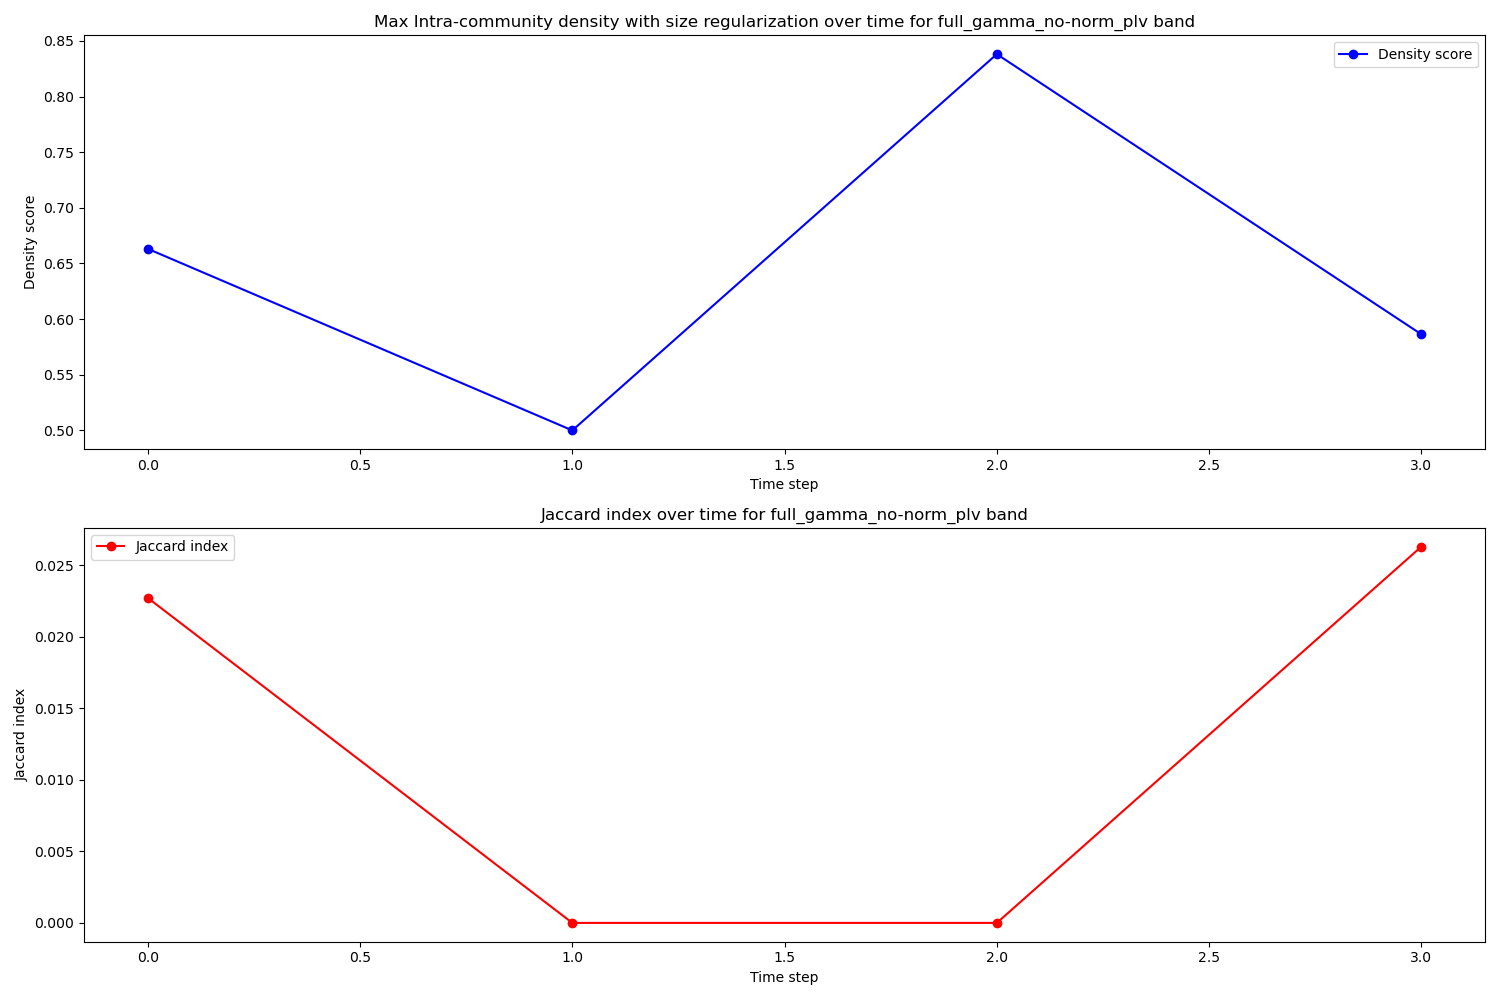 Max Intra-community density with size regularization over time for full_gamma_no-norm_plv band
Density score
0.85
0.80
0.75
0.70
0.65
0.60
0.55
0.50
Density score
0.0 0.5 1.0 1.5 2.0 2.5 3.0
Time step
Jaccard index over time for full_gamma_no-norm_plv band
Jaccard index
0.025
0.020
0.015
0.010
0.005
0.000
Jaccard index
0.0 0.5 1.0 1.5 2.0 2.5 3.0
Time step